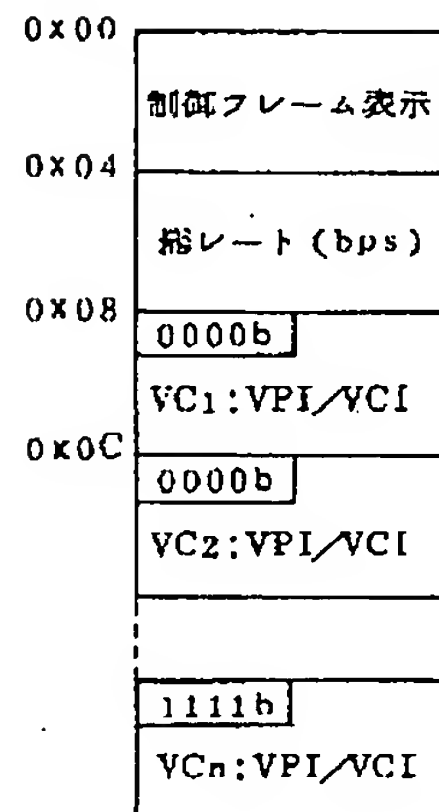 0x00
制御フレーム表示
0x04
総レート(bps)
0x08
0000b
VC1:VPI/VCI
0x0C
0000b
VC2:VPI/VCI
1111b
VCn:VPI/VCI